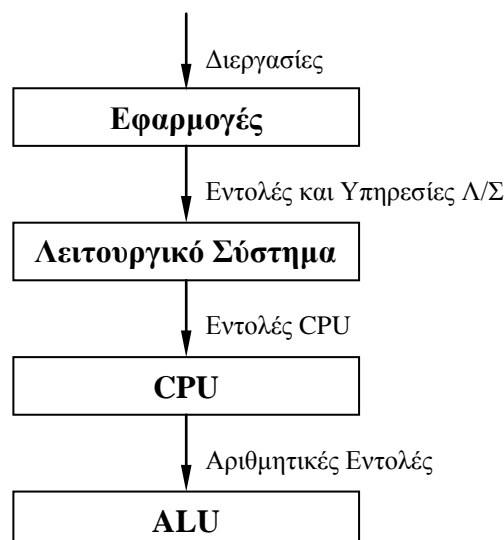 Διεργασίες
Εφαρμογές
Εντολές και Υπηρεσίες Λ/Σ
Λειτουργικό Σύστημα
Εντολές CPU
CPU
Αριθμητικές Εντολές
ALU